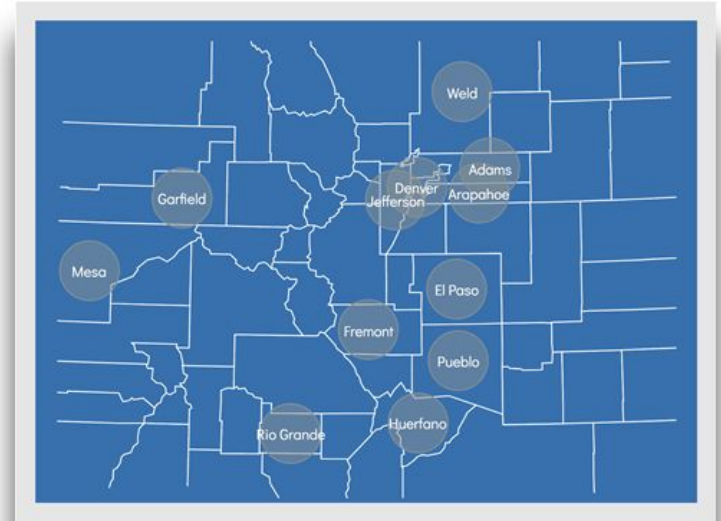 Weld
Adams
Denver
Arapahoe
Garfield
Jefferson
Mesa
El Paso
Fremont
Pueblo
Huerfano
Rio Grande